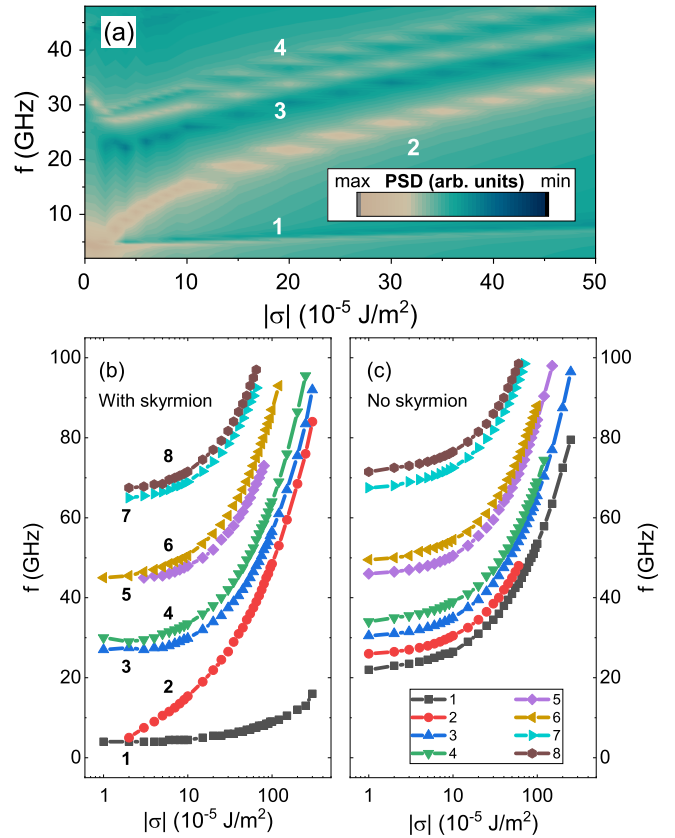 (a)
f (GHz)
40
30
20
10
4
3
2
1
max PSD (arb. units) min
0 10 20 30 40 50
|σ| (10⁻⁵ J/m²)
(b)
With skyrmion
f (GHz)
100
80
60
40
20
0
8
7
6
5
4
3
2
1
1 10 100
|σ| (10⁻⁵ J/m²)
(c)
No skyrmion
f (GHz)
100
80
60
40
20
0
1 5
2 6
3 7
4 8
1 10 100
|σ| (10⁻⁵ J/m²)